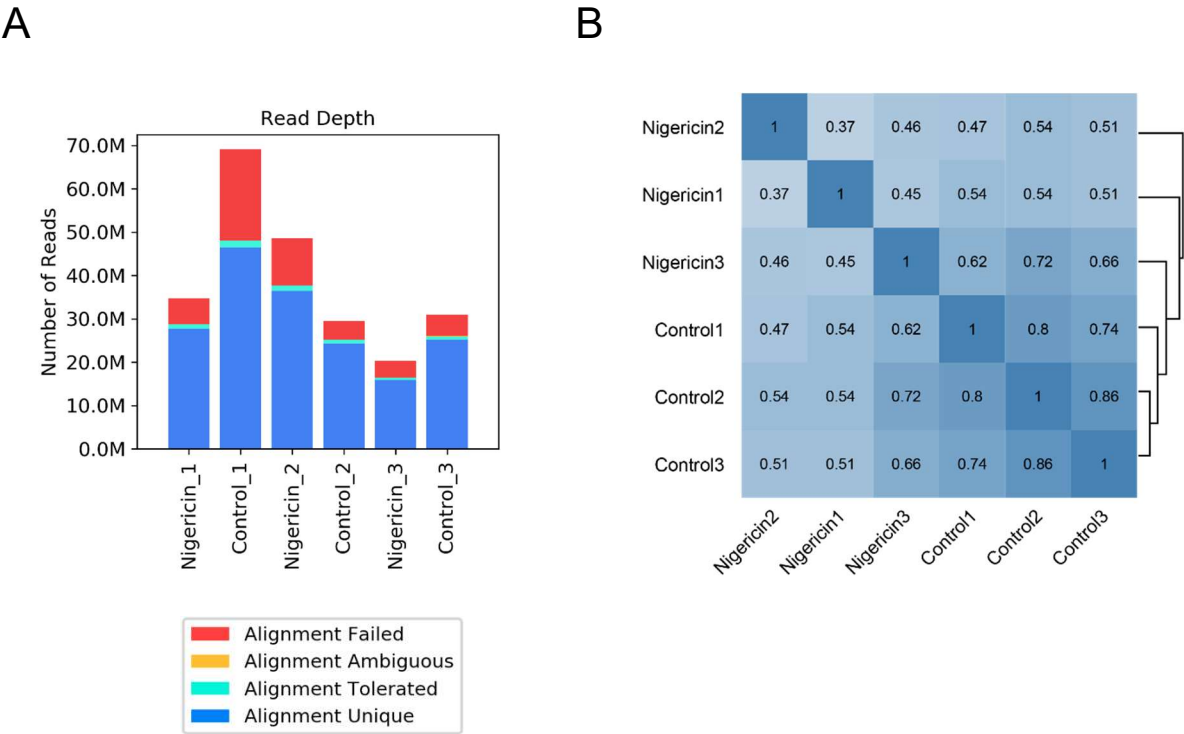 A
B
Read Depth
Number of Reads
70.0M
60.0M
50.0M
40.0M
30.0M
20.0M
10.0M
0.0M
Nigericin_1
Control_1
Nigericin_2
Control_2
Nigericin_3
Control_3
Alignment Failed
Alignment Ambiguous
Alignment Tolerated
Alignment Unique
Nigericin2 1 0.37 0.46 0.47 0.54 0.51
Nigericin1 0.37 1 0.45 0.54 0.54 0.51
Nigericin3 0.46 0.45 1 0.62 0.72 0.66
Control1 0.47 0.54 0.62 1 0.8 0.74
Control2 0.54 0.54 0.72 0.8 1 0.86
Control3 0.51 0.51 0.66 0.74 0.86 1
Nigericin2
Nigericin1
Nigericin3
Control1
Control2
Control3